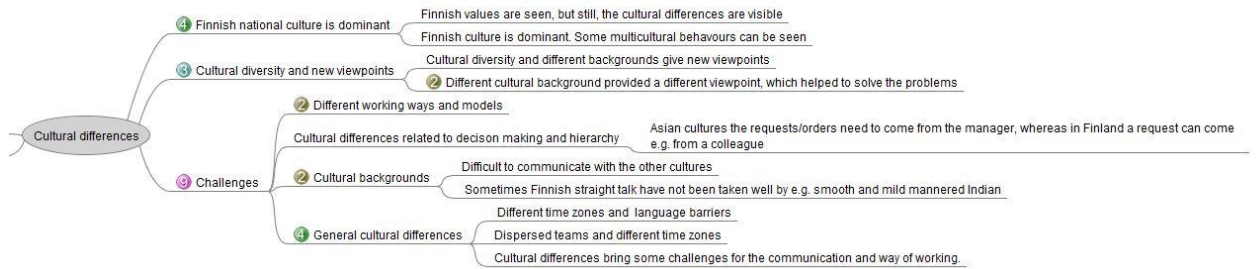 Cultural differences
4 Finnish national culture is dominant
Finnish values are seen, but still, the cultural differences are visible
Finnish culture is dominant. Some multicultural behavours can be seen
3 Cultural diversity and new viewpoints
Cultural diversity and different backgrounds give new viewpoints
2 Different cultural background provided a different viewpoint, which helped to solve the problems
9 Challenges
2 Different working ways and models
Cultural differences related to decison making and hierarchy
Asian cultures the requests/orders need to come from the manager, whereas in Finland a request can come
e.g. from a colleague
2 Cultural backgrounds
Difficult to communicate with the other cultures
Sometimes Finnish straight talk have not been taken well by e.g. smooth and mild mannered Indian
4 General cultural differences
Different time zones and language barriers
Dispersed teams and different time zones
Cultural differences bring some challenges for the communication and way of working.